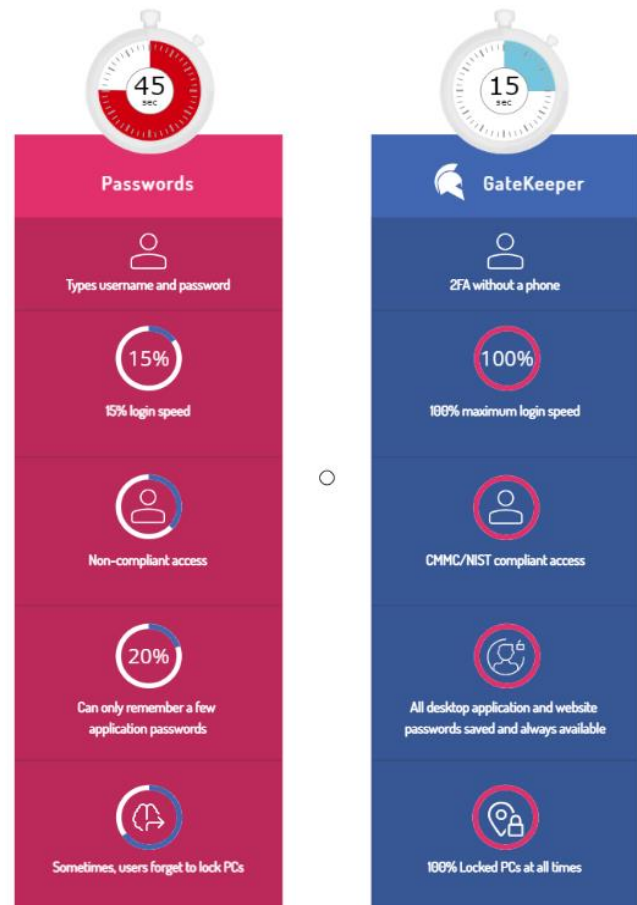 45
sec
Passwords
Types username and password
15%
15% login speed
Non-compliant access
20%
Can only remember a few
application passwords
Sometimes, users forget to lock PCs
15
sec
GateKeeper
2FA without a phone
100%
100% maximum login speed
CMMC/NIST compliant access
All desktop application and website
passwords saved and always available
100% Locked PCs at all times